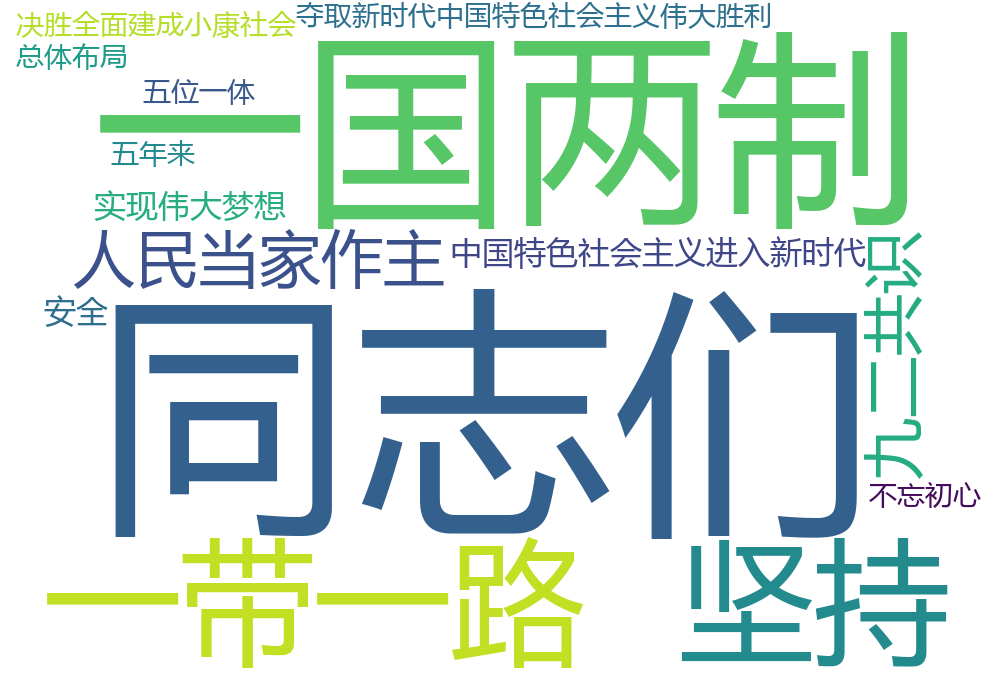 决胜全面建成小康社会
夺取新时代中国特色社会主义伟大胜利
总体布局
五位一体
一国两制
五年来
实现伟大梦想
人民当家作主
中国特色社会主义进入新时代
九二共识
安全
同志们
不忘初心
一带一路
坚持